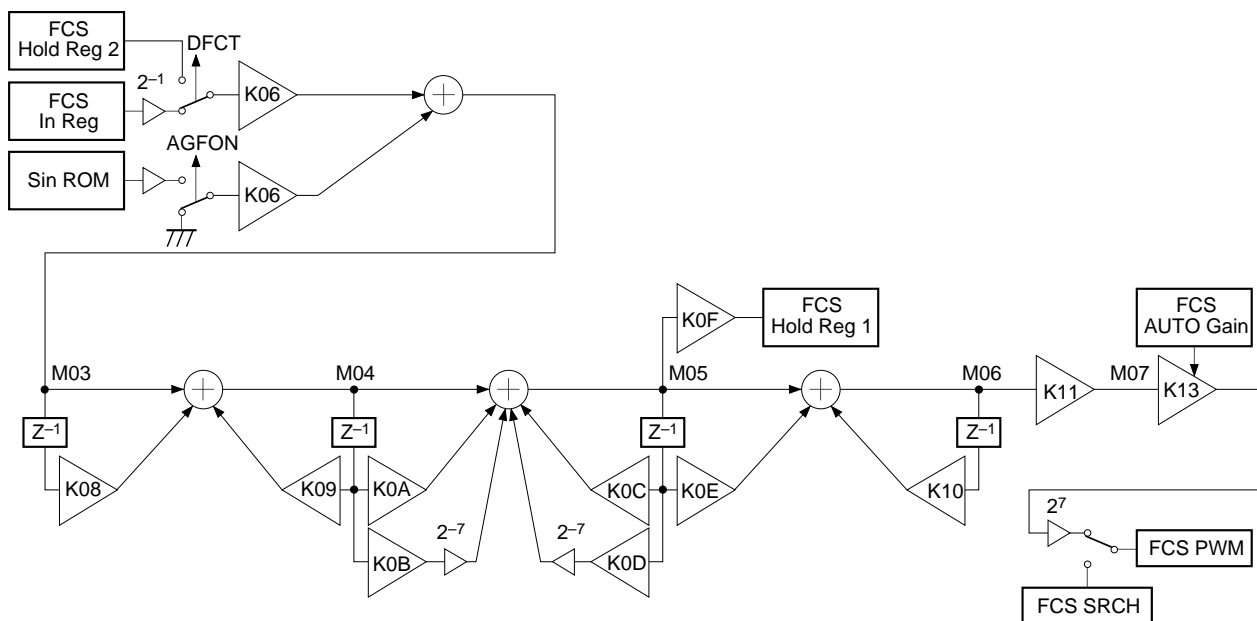 FCS
Hold Reg 2
DFCT
2–1
K06
FCS
In Reg
AGFON
Sin ROM
K06
FCS
Hold Reg 1
K0F
FCS
AUTO Gain
M03
M04
M05
M06
K11
M07
K13
Z–1
Z–1
Z–1
Z–1
K08
K09
K0A
K0C
K0E
K10
2–7
2–7
K0B
K0D
27
FCS PWM
FCS SRCH